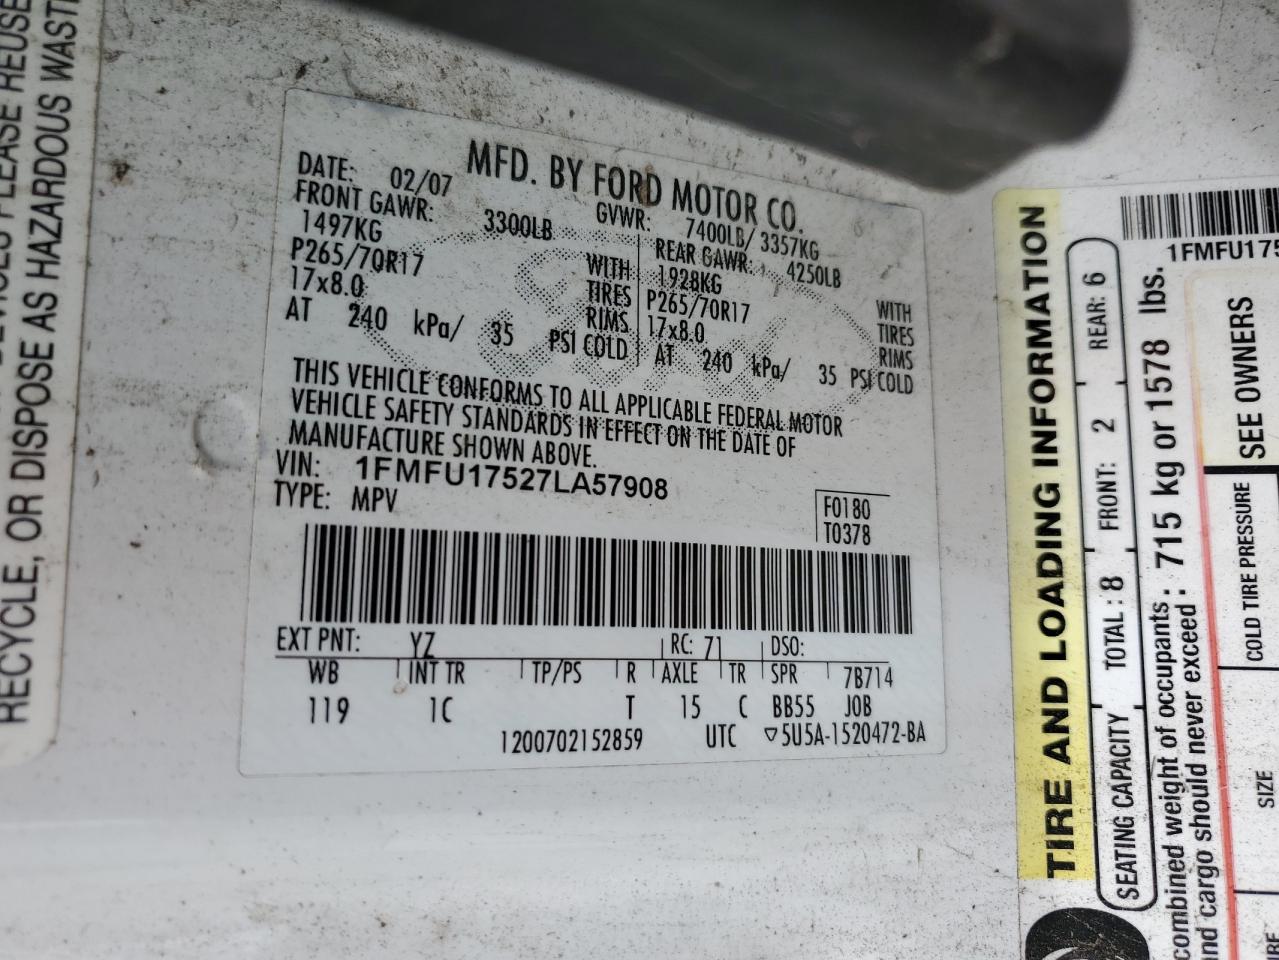 DEVICES PLEASE REUSE
RECYCLE, OR DISPOSE AS HAZARDOUS
MFD. BY FORD MOTOR CO.
DATE: 02/07 GVWR: 7400LB/ 3357KG
FRONT GAWR: 3300LB REAR GAWR: 4250LB
1497KG WITH 1928KG WITH
P265/70R17 TIRES P265/70R17 TIRES
17x8.0 RIMS 17x8.0 RIMS
AT 240 kPa/ 35 PSI COLD AT 240 kPa/ 35 PSI COLD
THIS VEHICLE CONFORMS TO ALL APPLICABLE FEDERAL MOTOR
VEHICLE SAFETY STANDARDS IN EFFECT ON THE DATE OF
MANUFACTURE SHOWN ABOVE.
VIN: 1FMFU17527LA57908
TYPE: MPV
F0180
T0378
EXT PNT: YZ RC: 71 DSO:
WB INT TR TP/PS R AXLE TR SPR 7B714
119 1C T 15 C BB55 JOB
1200702152859 UTC ▽5U5A-1520472-BA
TIRE AND LOADING INFORMATION
SEATING CAPACITY TOTAL: 8 FRONT: 2 REAR: 6
combined weight of occupants
and cargo should never exceed: 715 kg or 1578 lbs.
1FMFU175
SIZE COLD TIRE PRESSURE SEE OWNERS